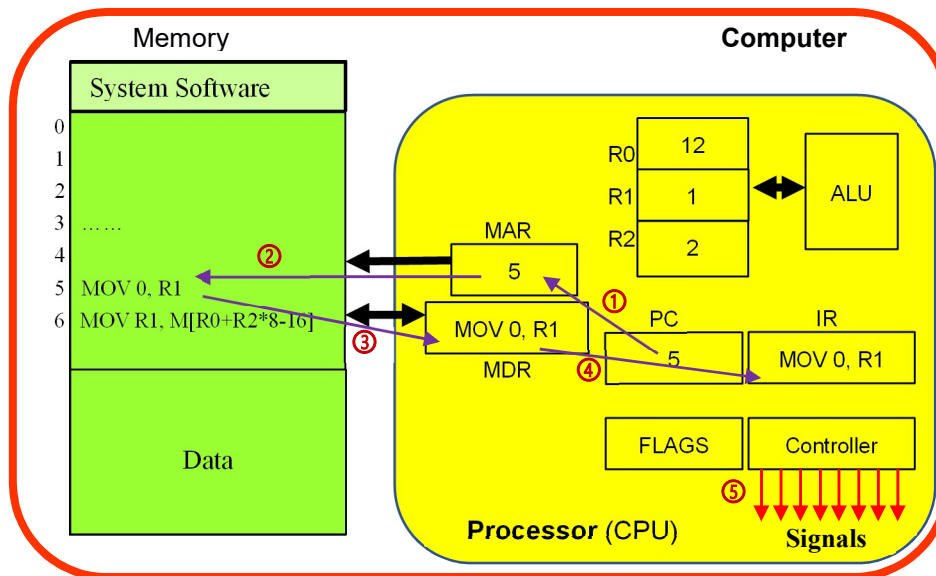 Memory
Computer
System Software
0
1
2
3 ……
4
5 MOV 0, R1
6 MOV R1, M[R0+R2*8-16]
Data
②
③
MAR
5
MOV 0, R1
MDR
①
④
R0 12
R1 1
R2 2
ALU
PC
5
IR
MOV 0, R1
FLAGS
Controller
⑤
Signals
Processor (CPU)